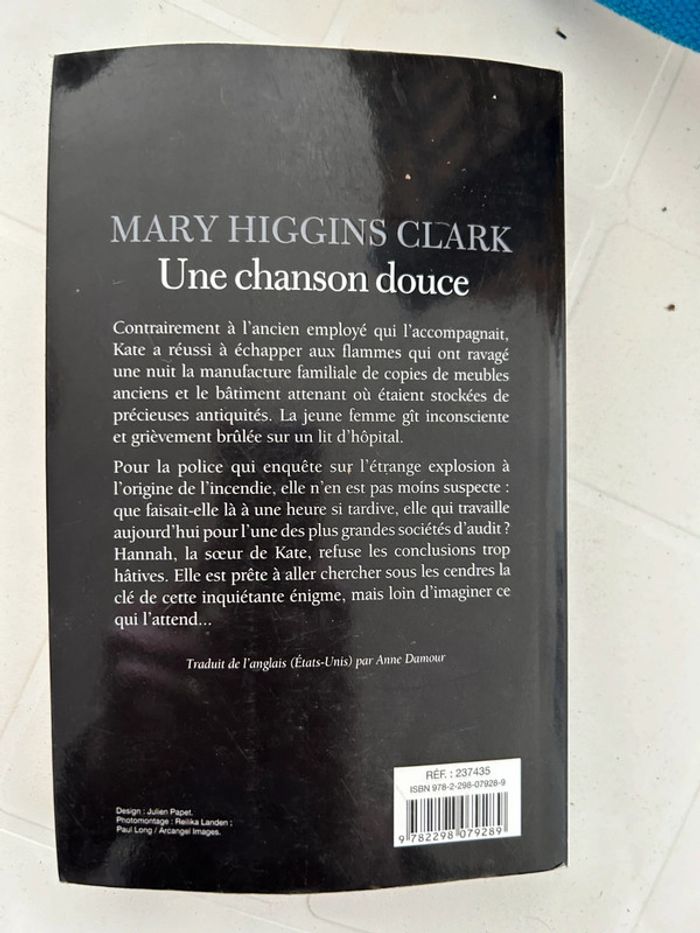 MARY HIGGINS CLARK
Une chanson douce
Contrairement à l'ancien employé qui l'accompagnait,
Kate a réussi à échapper aux flammes qui ont ravagé
une nuit la manufacture familiale de copies de meubles
anciens et le bâtiment attenant où étaient stockées de
précieuses antiquités. La jeune femme gît inconsciente
et grièvement brûlée sur un lit d'hôpital.
Pour la police qui enquête sur l'étrange explosion à
l'origine de l'incendie, elle n'en est pas moins suspecte :
que faisait-elle là à une heure si tardive, elle qui travaille
aujourd'hui pour l'une des plus grandes sociétés d'audit ?
Hannah, la sœur de Kate, refuse les conclusions trop
hâtives. Elle est prête à aller chercher sous les cendres la
clé de cette inquiétante énigme, mais loin d'imaginer ce
qui l'attend...
Traduit de l'anglais (États-Unis) par Anne Damour
RÉF. : 237435
ISBN 978-2-298-07928-9
9 782298 079289
Design : Julien Papet.
Photomontage : Reilika Landen ;
Paul Long / Arcangel Images.